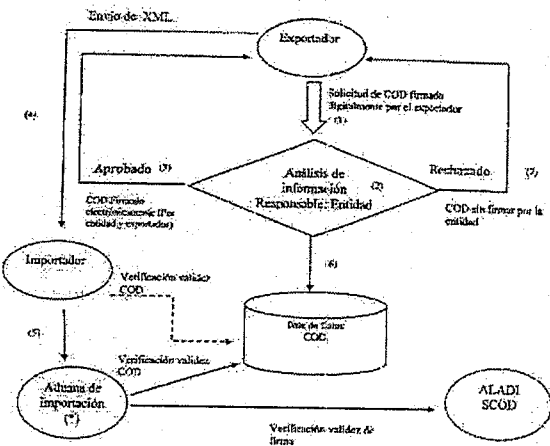 Envío de XML
Exportador
Solicitud de COD firmado
digitalmente por el exportador
(1)
(4)
Aprobado (3)
Análisis de
información (2)
Responsable: Entidad
Rechazado (3)
COD Firmado
electrónicamente (Por
entidad y exportador)
COD sin firmar por la
entidad
Importador
Verificación validez
COD
(6)
(5)
Base de Datos
COD
Verificación validez
COD
Aduana de
importación
(*)
ALADI
SCOD
Verificación validez de
firma